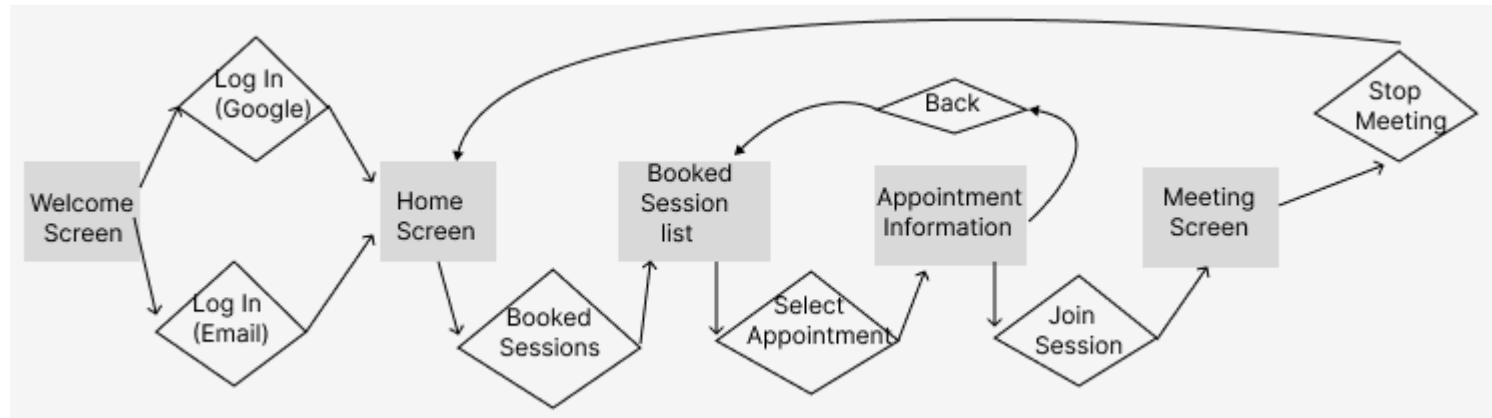 Log In
(Google)
Back
Stop
Meeting
Welcome
Screen
Home
Screen
Booked
Session
list
Appointment
Information
Meeting
Screen
Log In
(Email)
Booked
Sessions
Select
Appointment
Join
Session